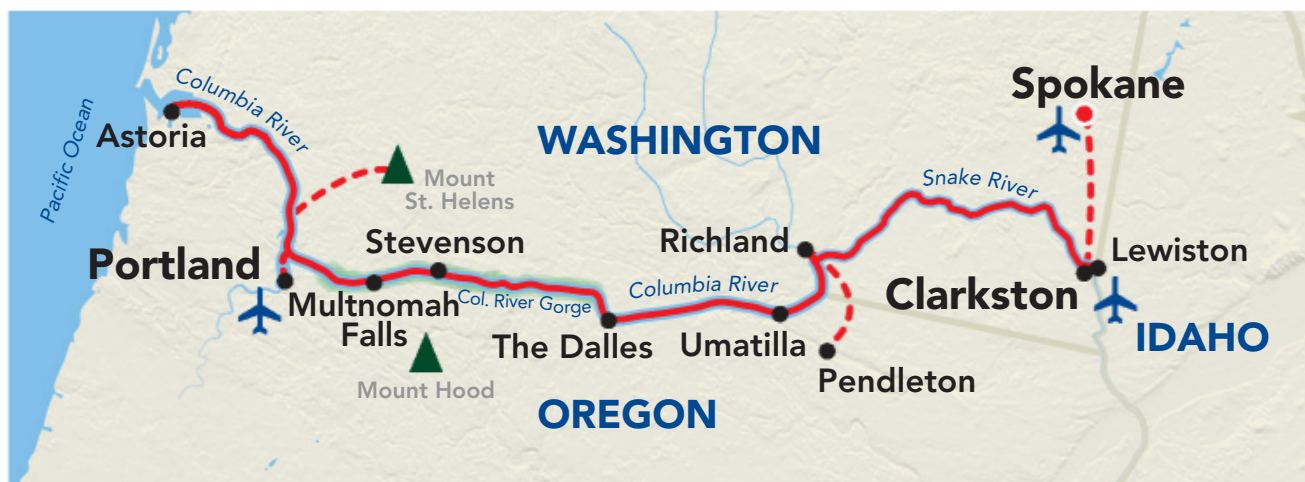 Spokane
Columbia River
Astoria
WASHINGTON
Pacific Ocean
Mount
St. Helens
Snake River
Stevenson
Richland
Lewiston
Portland
Columbia River
Clarkston
Multnomah
Falls
Col. River Gorge
The Dalles
Umatilla
IDAHO
Pendleton
Mount Hood
OREGON